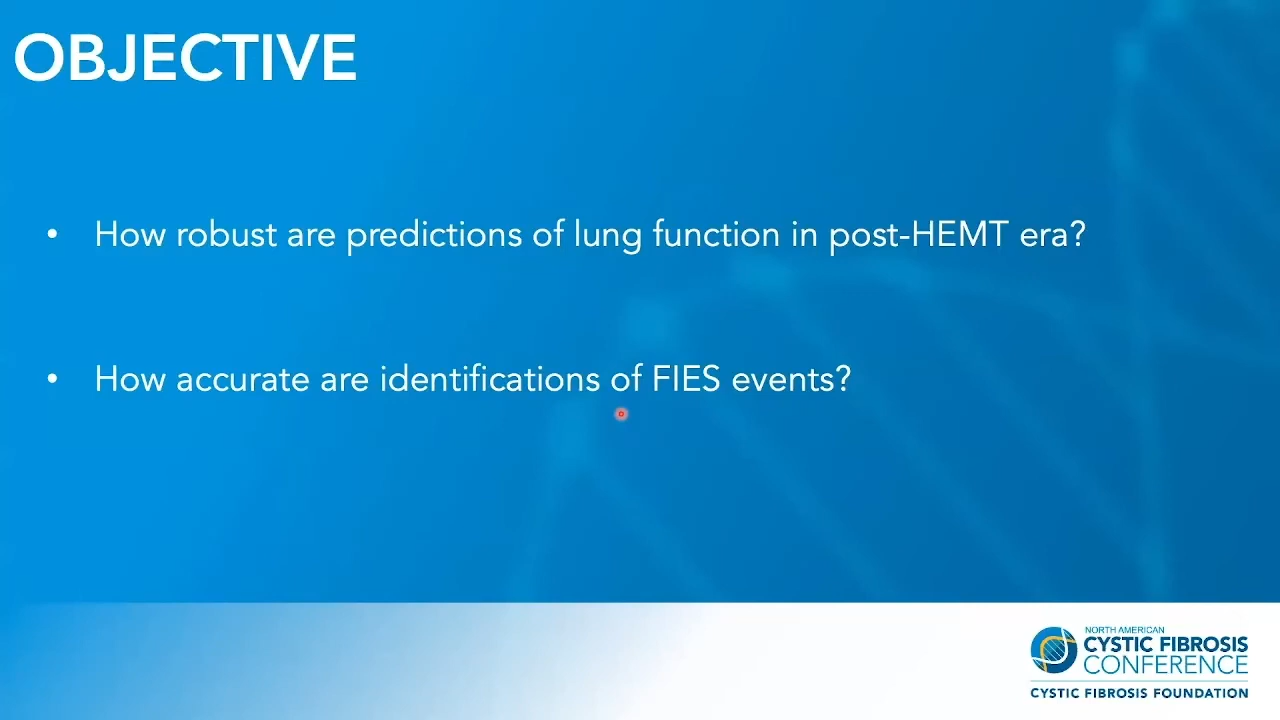 OBJECTIVE
• How robust are predictions of lung function in post-HEMT era?
• How accurate are identifications of FIES events?
NORTH AMERICAN
CYSTIC FIBROSIS
CONFERENCE
CYSTIC FIBROSIS FOUNDATION